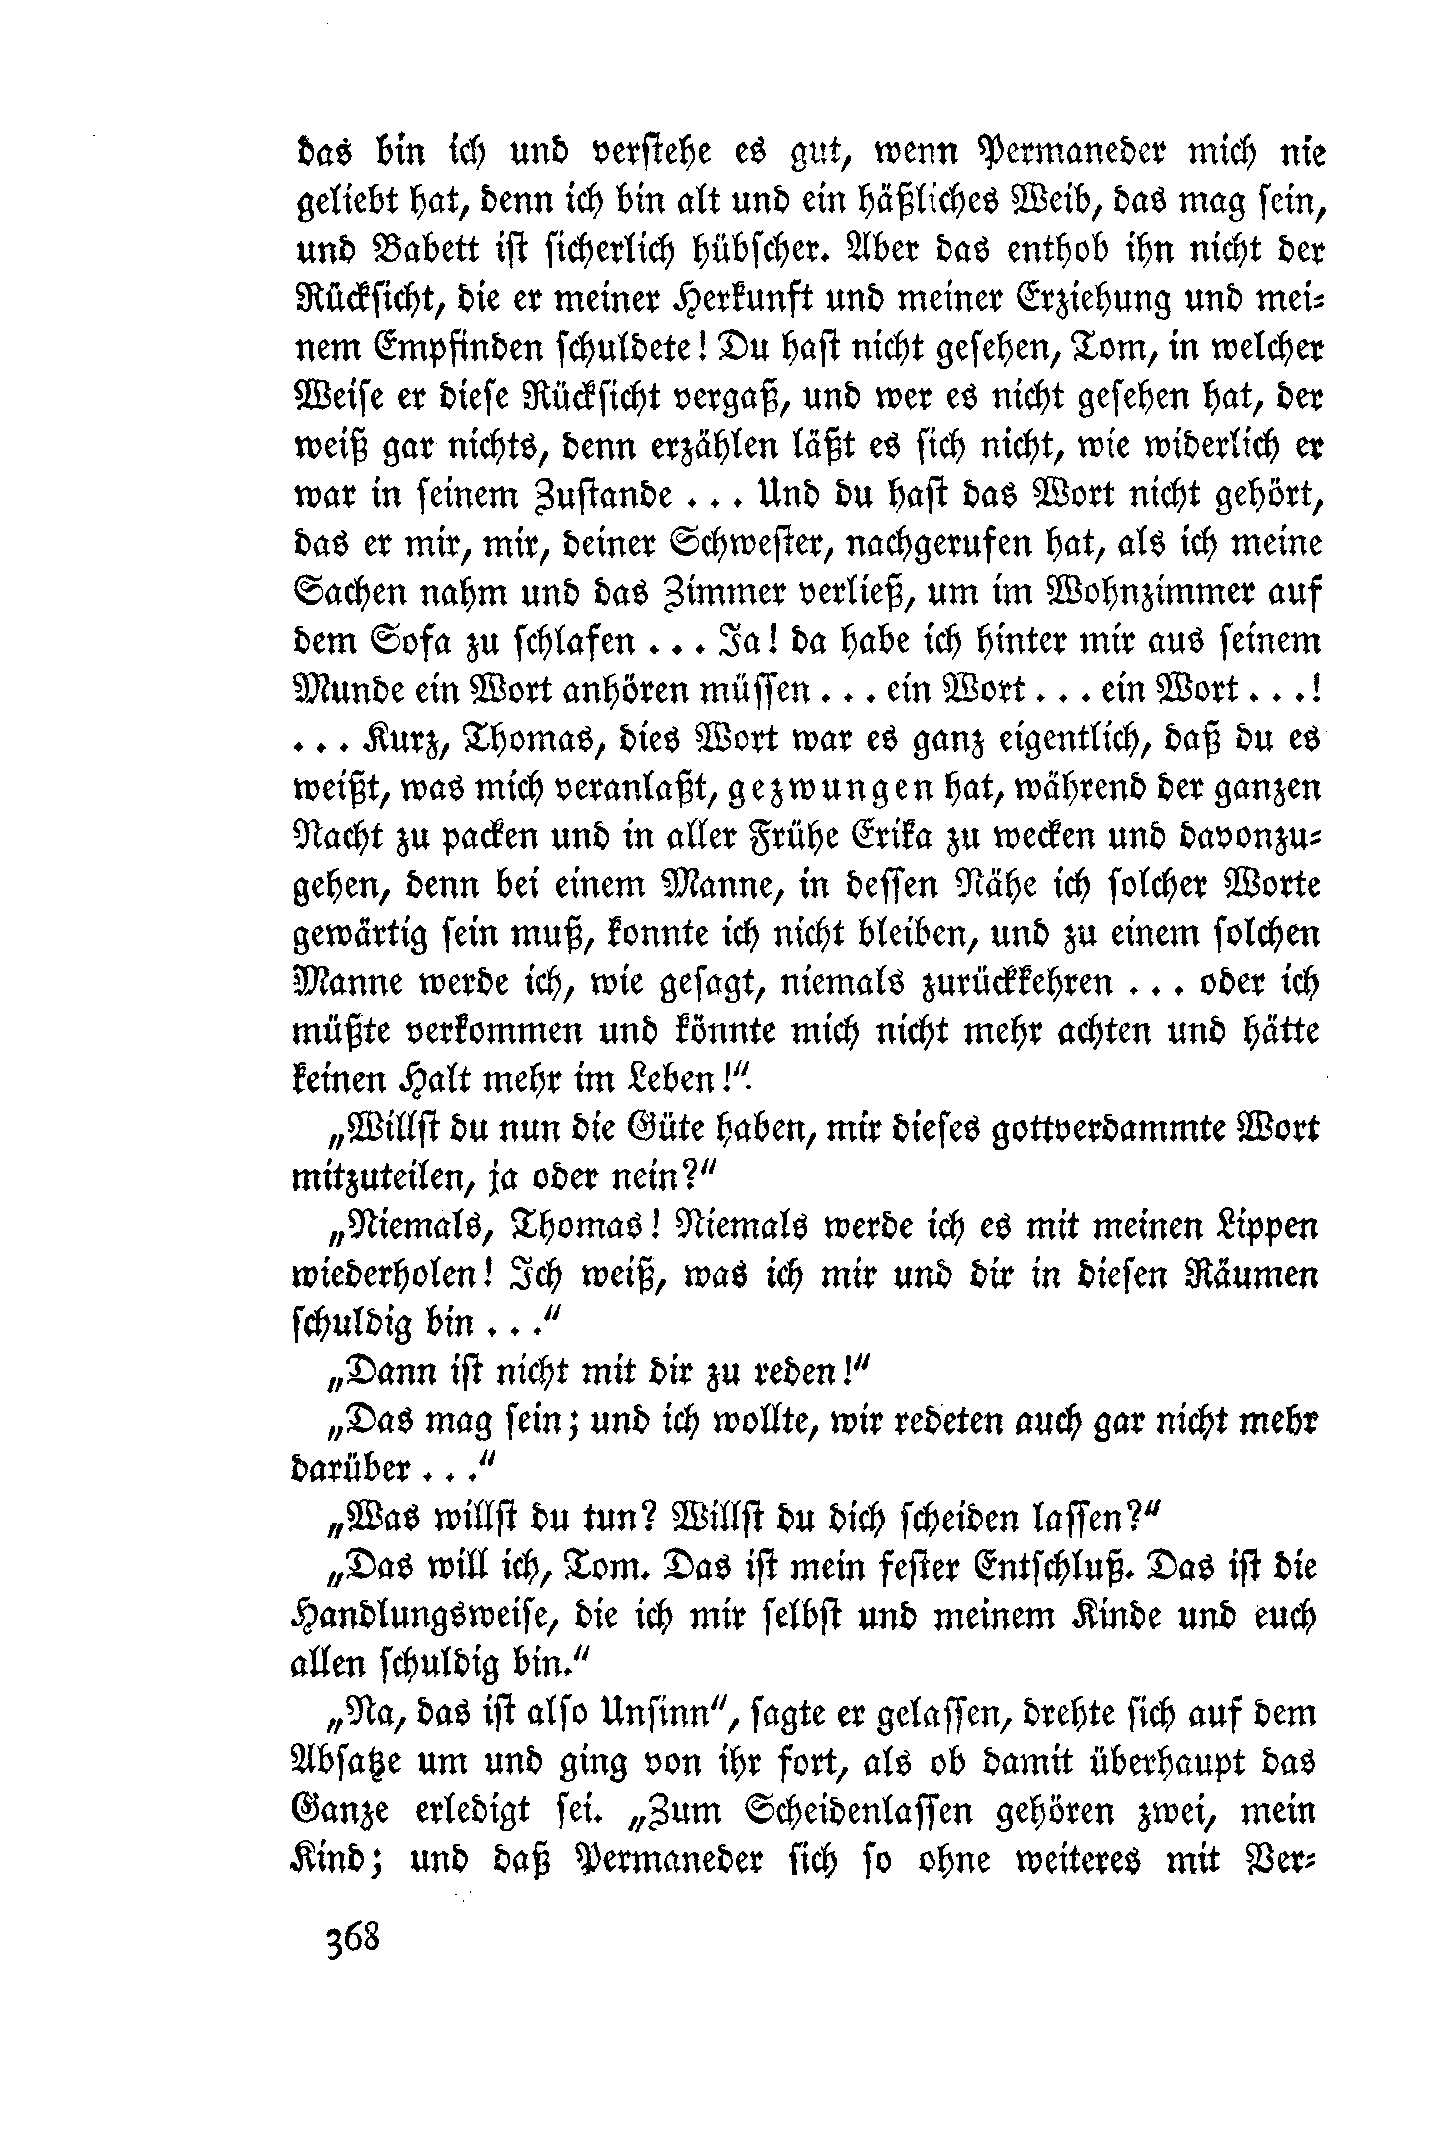 das bin ich und verstehe es gut, wenn Permaneder mich nie
geliebt hat, denn ich bin alt und ein häßliches Weib, das mag sein,
und Babett ist sicherlich hübscher. Aber das enthob ihn nicht der
Rücksicht, die er meiner Herkunft und meiner Erziehung und mei-
nem Empfinden schuldete! Du hast nicht gesehen, Tom, in welcher
Weise er diese Rücksicht vergaß, und wer es nicht gesehen hat, der
weiß gar nichts, denn erzählen läßt es sich nicht, wie widerlich er
war in seinem Zustande . . . Und du hast das Wort nicht gehört,
das er mir, mir, deiner Schwester, nachgerufen hat, als ich meine
Sachen nahm und das Zimmer verließ, um im Wohnzimmer auf
dem Sofa zu schlafen . . . Ja! da habe ich hinter mir aus seinem
Munde ein Wort anhören müssen . . . ein Wort . . . ein Wort . . .!
. . . Kurz, Thomas, dies Wort war es ganz eigentlich, daß du es
weißt, was mich veranlaßt, gezwungen hat, während der ganzen
Nacht zu packen und in aller Frühe Erika zu wecken und davonzu-
gehen, denn bei einem Manne, in dessen Nähe ich solcher Worte
gewärtig sein muß, konnte ich nicht bleiben, und zu einem solchen
Manne werde ich, wie gesagt, niemals zurückkehren . . . oder ich
müßte verkommen und könnte mich nicht mehr achten und hätte
keinen Halt mehr im Leben!“
„Willst du nun die Güte haben, mir dieses gottverdammte Wort
mitzuteilen, ja oder nein?“
„Niemals, Thomas! Niemals werde ich es mit meinen Lippen
wiederholen! Ich weiß, was ich mir und dir in diesen Räumen
schuldig bin . . .“
„Dann ist nicht mit dir zu reden!“
„Das mag sein; und ich wollte, wir redeten auch gar nicht mehr
darüber . . .“
„Was willst du tun? Willst du dich scheiden lassen?“
„Das will ich, Tom. Das ist mein fester Entschluß. Das ist die
Handlungsweise, die ich mir selbst und meinem Kinde und euch
allen schuldig bin.“
„Na, das ist also Unsinn“, sagte er gelassen, drehte sich auf dem
Absatze um und ging von ihr fort, als ob damit überhaupt das
Ganze erledigt sei. „Zum Scheidenlassen gehören zwei, mein
Kind; und daß Permaneder sich so ohne weiteres mit Ver-
368